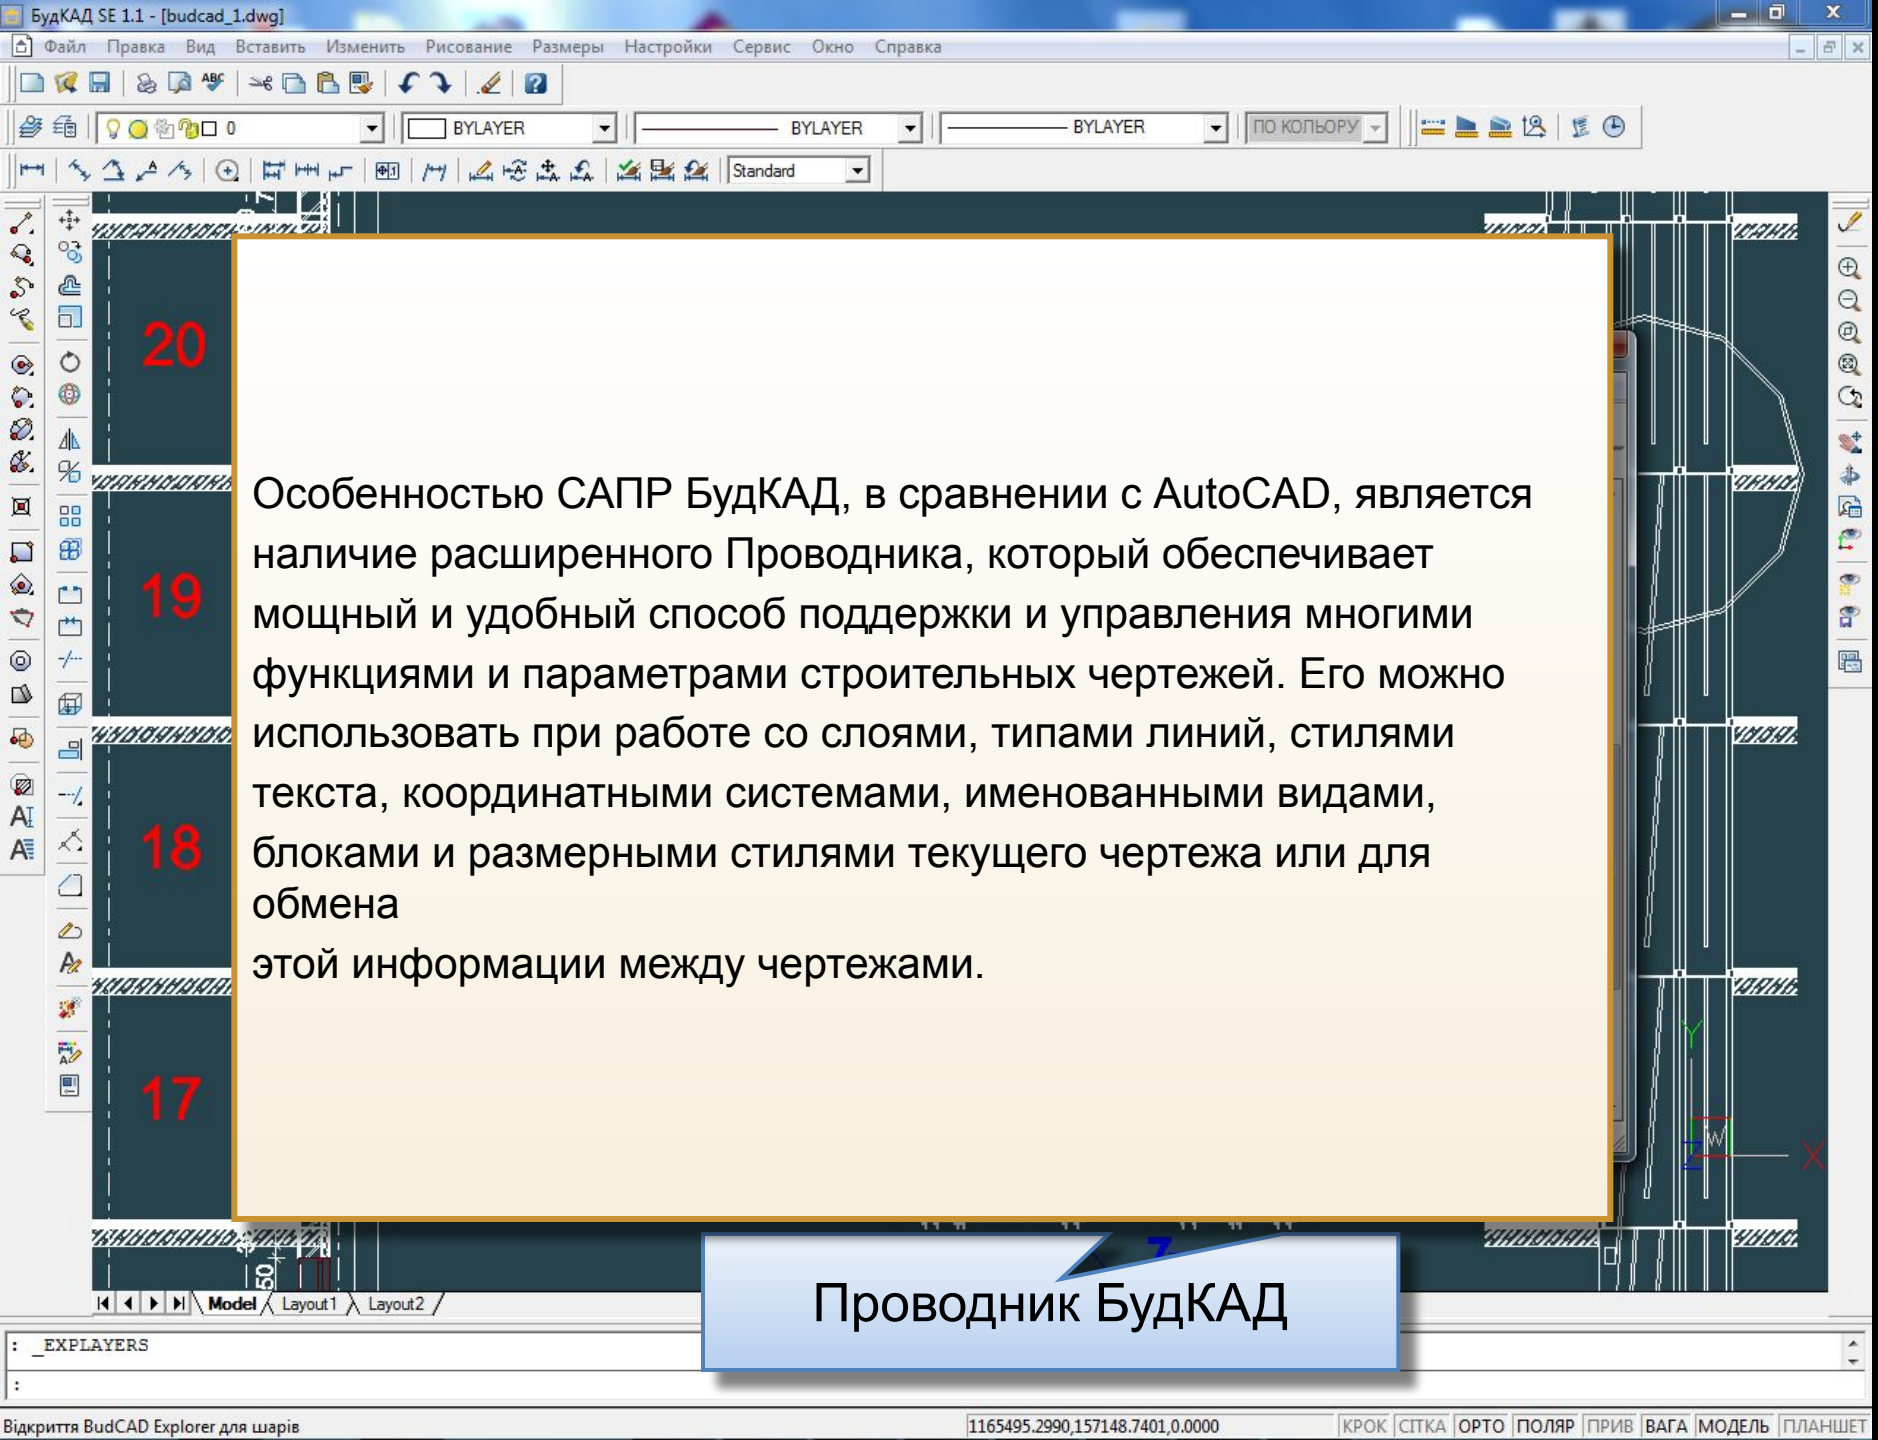 БудКАД SE 1.1 - [budcad_1.dwg]
Файл Правка Вид Вставить Изменить Рисование Размеры Настройки Сервис Окно Справка
ABC
0 BYLAYER BYLAYER BYLAYER ПО КОЛЬОРУ
Standard
20
19
18
17
Особенностью САПР БудКАД, в сравнении с AutoCAD, является
наличие расширенного Проводника, который обеспечивает
мощный и удобный способ поддержки и управления многими
функциями и параметрами строительных чертежей. Его можно
использовать при работе со слоями, типами линий, стилями
текста, координатными системами, именованными видами,
блоками и размерными стилями текущего чертежа или для
обмена
этой информации между чертежами.
Y
W
Z
X
50
Проводник БудКАД
Model Layout1 Layout2
: _EXPLAYERS
:
Відкриття BudCAD Explorer для шарів
1165495.2990,157148.7401,0.0000
КРОК СІТКА ОРТО ПОЛЯР ПРИВ ВАГА МОДЕЛЬ ПЛАНШЕТ